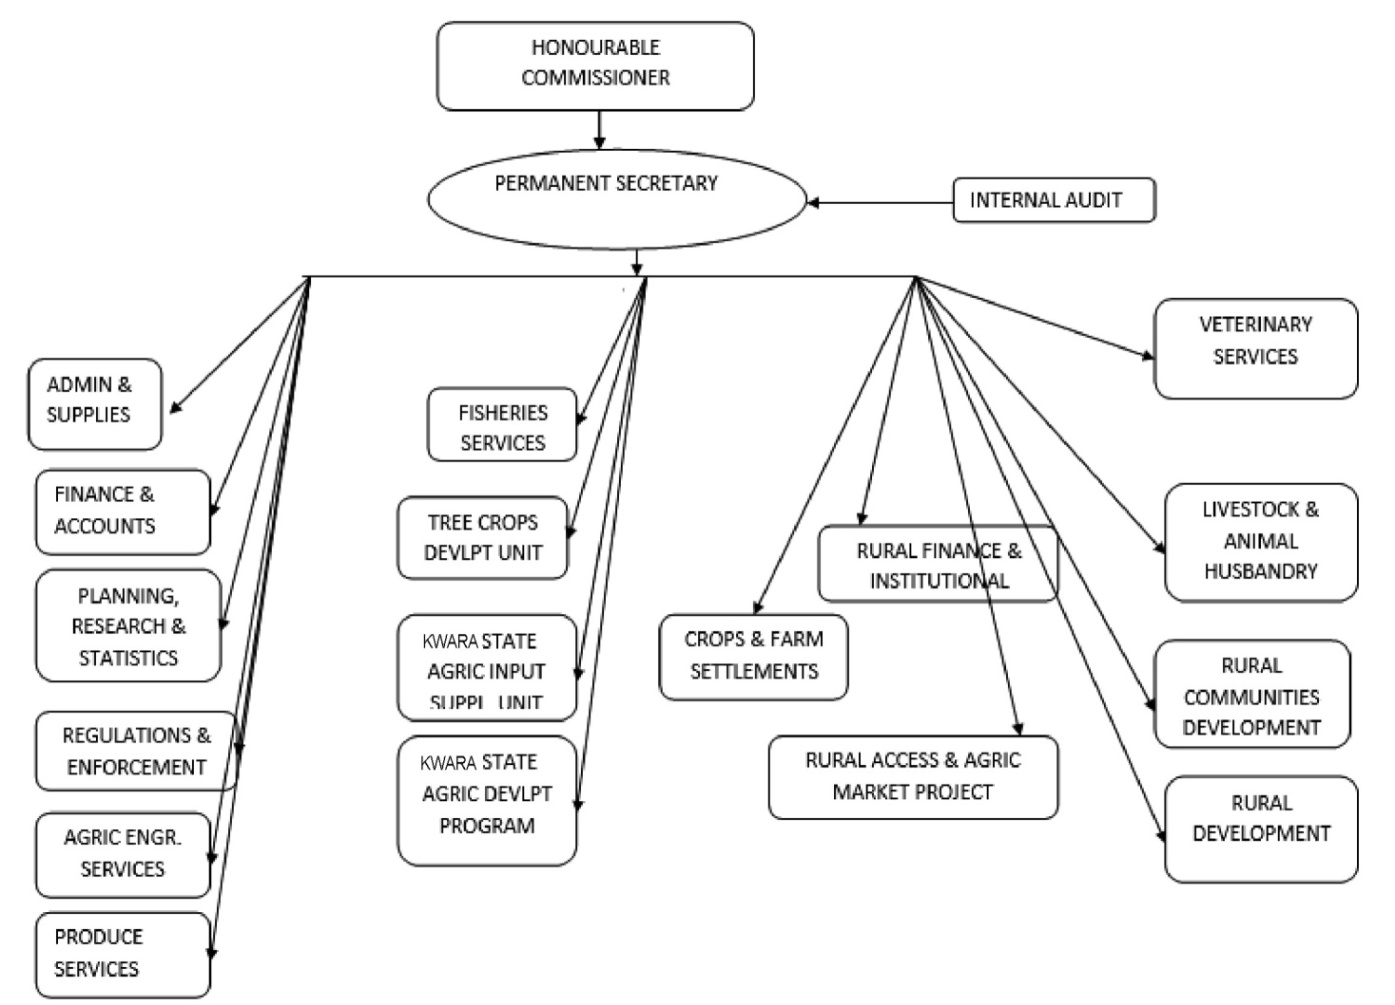 HONOURABLE
COMMISSIONER
PERMANENT SECRETARY
INTERNAL AUDIT
ADMIN &
SUPPLIES
FINANCE &
ACCOUNTS
PLANNING,
RESEARCH &
STATISTICS
REGULATIONS &
ENFORCEMENT
AGRIC ENGR.
SERVICES
PRODUCE
SERVICES
FISHERIES
SERVICES
TREE CROPS
DEVLPT UNIT
KWARA STATE
AGRIC INPUT
SUPPL UNIT
KWARA STATE
AGRIC DEVLPT
PROGRAM
RURAL FINANCE &
INSTITUTIONAL
CROPS & FARM
SETTLEMENTS
RURAL ACCESS & AGRIC
MARKET PROJECT
VETERINARY
SERVICES
LIVESTOCK &
ANIMAL
HUSBANDRY
RURAL
COMMUNITIES
DEVELOPMENT
RURAL
DEVELOPMENT